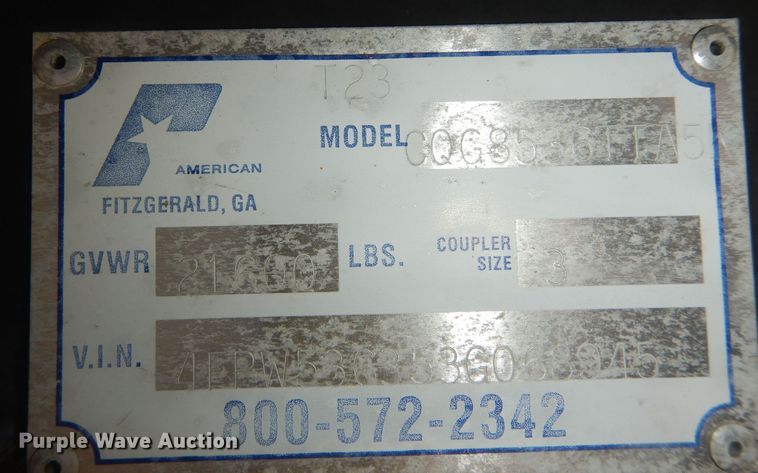 T23
MODEL
AMERICAN
FITZGERALD, GA
GVWR LBS.
COUPLER SIZE 3
V.I.N.
800-572-2342
Purple Wave Auction